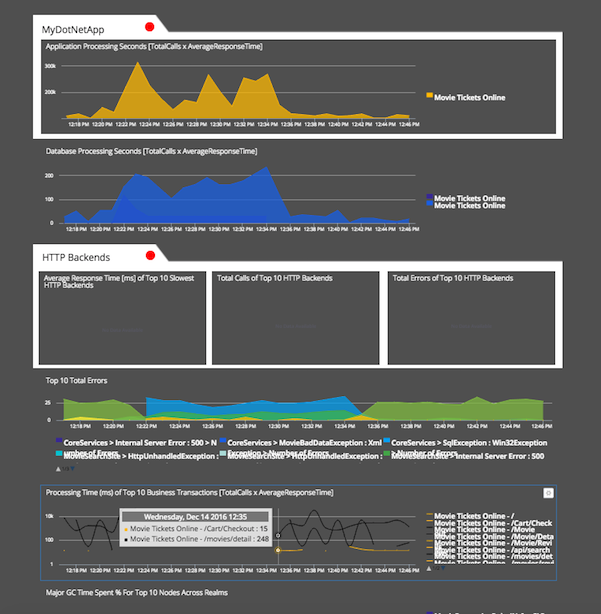 MyDotNetApp
Application Processing Seconds [TotalCalls x AverageResponseTime]
300k
200k
12:18 PM 12:20 PM 12:22 PM 12:24 PM 12:26 PM 12:28 PM 12:30 PM 12:32 PM 12:34 PM 12:36 PM 12:38 PM 12:40 PM 12:42 PM 12:44 PM 12:46 PM
Movie Tickets Online
Database Processing Seconds [TotalCalls x AverageResponseTime]
200
100
0
12:18 PM 12:20 PM 12:22 PM 12:24 PM 12:26 PM 12:28 PM 12:30 PM 12:32 PM 12:34 PM 12:36 PM 12:38 PM 12:40 PM 12:42 PM 12:44 PM 12:46 PM
Movie Tickets Online
Movie Tickets Online
HTTP Backends
Average Response Time [ms] of Top 10 Slowest
HTTP Backends
Total Calls of Top 10 HTTP Backends
Total Errors of Top 10 HTTP Backends
Top 10 Total Errors
25
0
12:18 PM 12:20 PM 12:22 PM 12:24 PM 12:26 PM 12:28 PM 12:30 PM 12:32 PM 12:34 PM 12:36 PM 12:38 PM 12:40 PM 12:42 PM 12:44 PM 12:46 PM
CoreServices > Internal Server Error : 500 > N
CoreServices > MovieBadDataException : Xml
CoreServices > SqlException : Win32Exception
umber of Errors
Exception > Number of Errors
> Number of Errors
MovieSearchSite > HttpUnhandledException :
MovieSearchSite > HttpUnhandledException :
MovieSearchSite > Internal Server Error : 500
Processing Time (ms) of Top 10 Business Transactions [TotalCalls x AverageResponseTime]
10k
100
1
Wednesday, Dec 14 2016 12:35
Movie Tickets Online - /Cart/Checkout : 15
Movie Tickets Online - /movies/detail : 248
12:18 PM 12:20 PM 12:22 PM 12:24 PM 12:26 PM 12:28 PM 12:30 PM 12:32 PM 12:34 PM 12:36 PM 12:38 PM 12:40 PM 12:42 PM 12:44 PM 12:46 PM
Movie Tickets Online - /
Movie Tickets Online - /Cart/Check
Movie Tickets Online - /Movie
Movie Tickets Online - /Movie/Deta
Movie Tickets Online - /Movie/Revi
Movie Tickets Online - /api/search
Movie Tickets Online - /movies/det
Major GC Time Spent % For Top 10 Nodes Across Realms